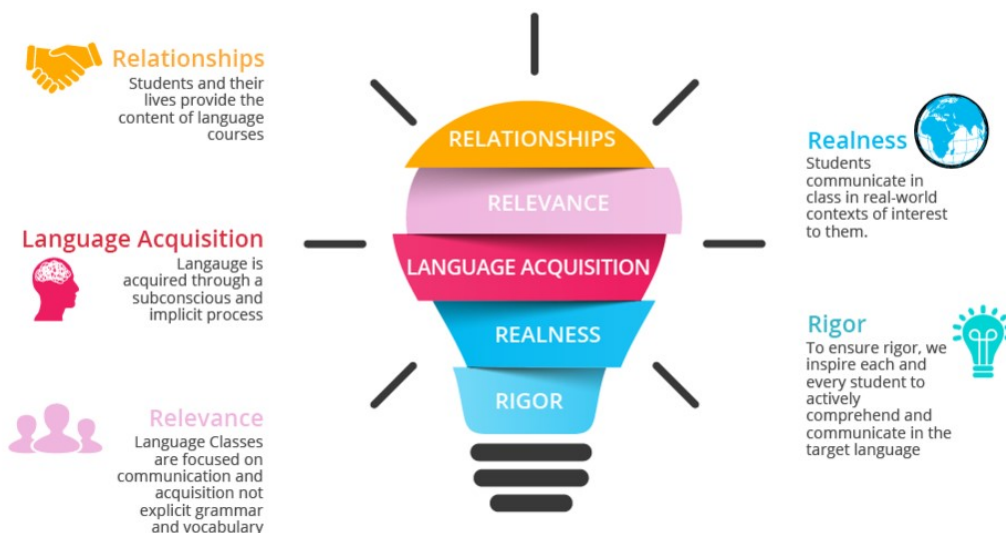 Relationships
Students and their
lives provide the
content of language
courses
Language Acquisition
Langauge is
acquired through a
subconscious and
implicit process
Relevance
Language Classes
are focused on
communication and
acquisition not
explicit grammar
and vocabulary
RELATIONSHIPS
RELEVANCE
LANGUAGE ACQUISITION
REALNESS
RIGOR
Realness
Students
communicate in
class in real-world
contexts of interest
to them.
Rigor
To ensure rigor, we
inspire each and
every student to
actively
comprehend and
communicate in the
target language